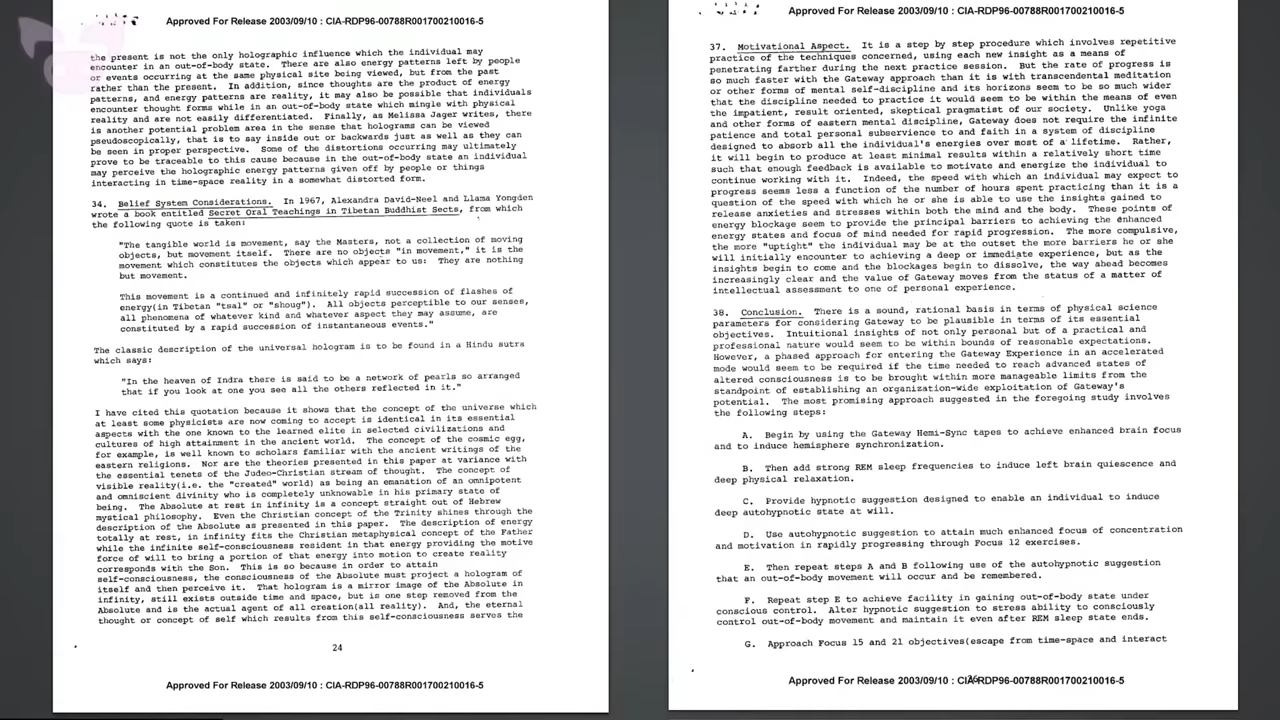 Approved For Release 2003/09/10 : CIA-RDP96-00788R001700210016-5
the present is not the only holographic influence which the individual may
encounter in an out-of-body state. There are also energy patterns left by people
or events occurring at the same physical site being viewed, but from the past
rather than the present. In addition, since thoughts are the product of energy
patterns, and energy patterns are reality, it may also be possible that individuals
encounter thought forms while in an out-of-body state which mingle with physical
reality and are not easily differentiated. Finally, as Melissa Jager writes, there
is another potential problem area in the sense that holograms can be viewed
pseudoscopically, that is to say inside out or backwards just as well as they can
be seen in proper perspective. Some of the distortions occurring may ultimately
prove to be traceable to this cause because in the out-of-body state an individual
may perceive the holographic energy patterns given off by people or things
interacting in time-space reality in a somewhat distorted form.
34. Belief System Considerations. In 1967, Alexandra David-Neel and Llama Yongden
wrote a book entitled Secret Oral Teachings in Tibetan Buddhist Sects, from which
the following quote is taken:
"The tangible world is movement, say the Masters, not a collection of moving
objects, but movement itself. There are no objects "in movement," it is the
movement which constitutes the objects which appear to us: They are nothing
but movement.
This movement is a continued and infinitely rapid succession of flashes of
energy(in Tibetan "tsal" or "shoug"). All objects perceptible to our senses,
all phenomena of whatever kind and whatever aspect they may assume, are
constituted by a rapid succession of instantaneous events."
The classic description of the universal hologram is to be found in a Hindu sutra
which says:
"In the heaven of Indra there is said to be a network of pearls so arranged
that if you look at one you see all the others reflected in it."
I have cited this quotation because it shows that the concept of the universe which
at least some physicists are now coming to accept is identical in its essential
aspects with the one known to the learned elite in selected civilizations and
cultures of high attainment in the ancient world. The concept of the cosmic egg,
for example, is well known to scholars familiar with the ancient writings of the
eastern religions. Nor are the theories presented in this paper at variance with
the essential tenets of the Judeo-Christian stream of thought. The concept of
visible reality(i.e. the "created" world) as being an emanation of an omnipotent
and omniscient divinity who is completely unknowable in his primary state of
being. The Absolute at rest in infinity is a concept straight out of Hebrew
mystical philosophy. Even the Christian concept of the Trinity shines through the
description of the Absolute as presented in this paper. The description of energy
totally at rest, in infinity fits the Christian metaphysical concept of the Father
while the infinite self-consciousness resident in that energy providing the motive
force of will to bring a portion of that energy into motion to create reality
corresponds with the Son. This is so because in order to attain
self-consciousness, the consciousness of the Absolute must project a hologram of
itself and then perceive it. That hologram is a mirror image of the Absolute in
infinity, still exists outside time and space, but is one step removed from the
Absolute and is the actual agent of all creation(all reality). And, the eternal
thought or concept of self which results from this self-consciousness serves the
24
Approved For Release 2003/09/10 : CIA-RDP96-00788R001700210016-5
Approved For Release 2003/09/10 : CIA-RDP96-00788R001700210016-5
37. Motivational Aspect. It is a step by step procedure which involves repetitive
practice of the techniques concerned, using each new insight as a means of
penetrating farther during the next practice session. But the rate of progress is
so much faster with the Gateway approach than it is with transcendental meditation
or other forms of mental self-discipline and its horizons seem to be so much wider
that the discipline needed to practice it would seem to be within the means of even
the impatient, result oriented, skeptical pragmatist of our society. Unlike yoga
and other forms of eastern mental discipline, Gateway does not require the infinite
patience and total personal subservience to and faith in a system of discipline
designed to absorb all the individual's energies over most of a lifetime. Rather,
it will begin to produce at least minimal results within a relatively short time
such that enough feedback is available to motivate and energize the individual to
continue working with it. Indeed, the speed with which an individual may expect to
progress seems less a function of the number of hours spent practicing than it is a
question of the speed with which he or she is able to use the insights gained to
release anxieties and stresses within both the mind and the body. These points of
energy blockage seem to provide the principal barriers to achieving the enhanced
energy states and focus of mind needed for rapid progression. The more compulsive,
the more "uptight" the individual may be at the outset the more barriers he or she
will initially encounter to achieving a deep or immediate experience, but as the
insights begin to come and the blockages begin to dissolve, the way ahead becomes
increasingly clear and the value of Gateway moves from the status of a matter of
intellectual assessment to one of personal experience.
38. Conclusion. There is a sound, rational basis in terms of physical science
parameters for considering Gateway to be plausible in terms of its essential
objectives. Intuitional insights of not only personal but of a practical and
professional nature would seem to be within bounds of reasonable expectations.
However, a phased approach for entering the Gateway Experience in an accelerated
mode would seem to be required if the time needed to reach advanced states of
altered consciousness is to be brought within more manageable limits from the
standpoint of establishing an organization-wide exploitation of Gateway's
potential. The most promising approach suggested in the foregoing study involves
the following steps:
A. Begin by using the Gateway Hemi-Sync tapes to achieve enhanced brain focus
and to induce hemisphere synchronization.
B. Then add strong REM sleep frequencies to induce left brain quiescence and
deep physical relaxation.
C. Provide hypnotic suggestion designed to enable an individual to induce
deep autohypnotic state at will.
D. Use autohypnotic suggestion to attain much enhanced focus of concentration
and motivation in rapidly progressing through Focus 12 exercises.
E. Then repeat steps A and B following use of the autohypnotic suggestion
that an out-of-body movement will occur and be remembered.
F. Repeat step E to achieve facility in gaining out-of-body state under
conscious control. Alter hypnotic suggestion to stress ability to consciously
control out-of-body movement and maintain it even after REM sleep state ends.
G. Approach Focus 15 and 21 objectives(escape from time-space and interact
Approved For Release 2003/09/10 : CIA-RDP96-00788R001700210016-5